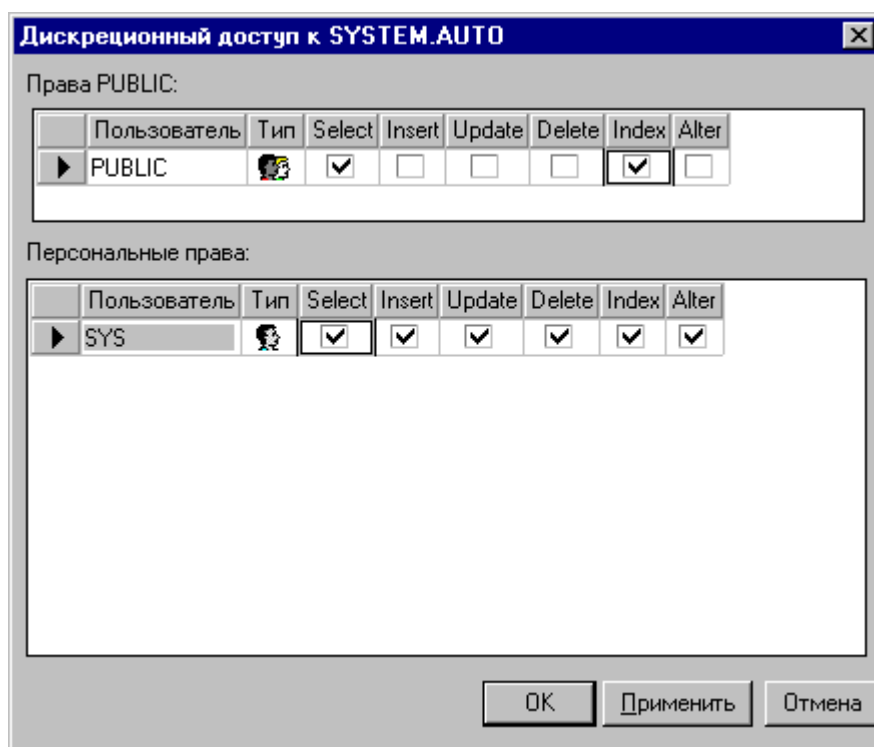 Дискреционный доступ к SYSTEM.AUTO
Права PUBLIC:
Пользователь Тип Select Insert Update Delete Index Alter
PUBLIC
Персональные права:
Пользователь Тип Select Insert Update Delete Index Alter
SYS
OK Применить Отмена